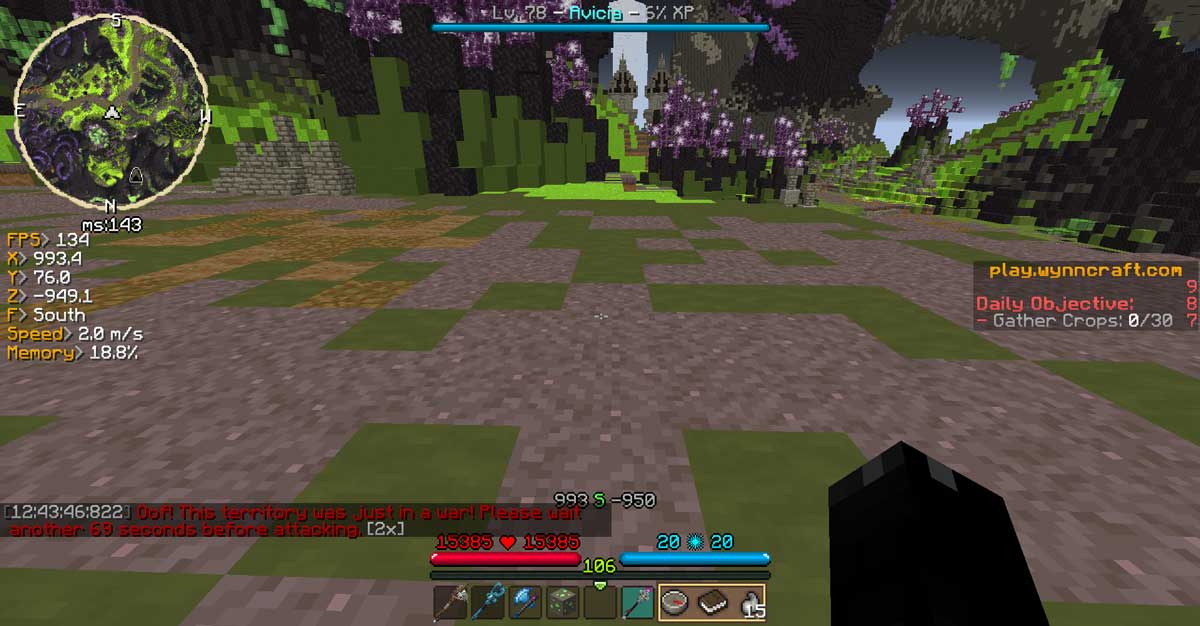 - Lv. 78 - Avicia - 6% XP
S
E
W
N
ms:143
FPS> 134
X> 993.4
Y> 76.0
Z> -949.1
F> South
Speed> 2.0 m/s
Memory> 18.8%
play.wynncraft.com
9
Daily Objective: 8
- Gather Crops: 0/30 7
993 S -950
[12:43:46:822] Oof! This territory was just in a war! Please wait
another 69 seconds before attacking. [2x]
15385 ❤ 15385
20 20
106
15